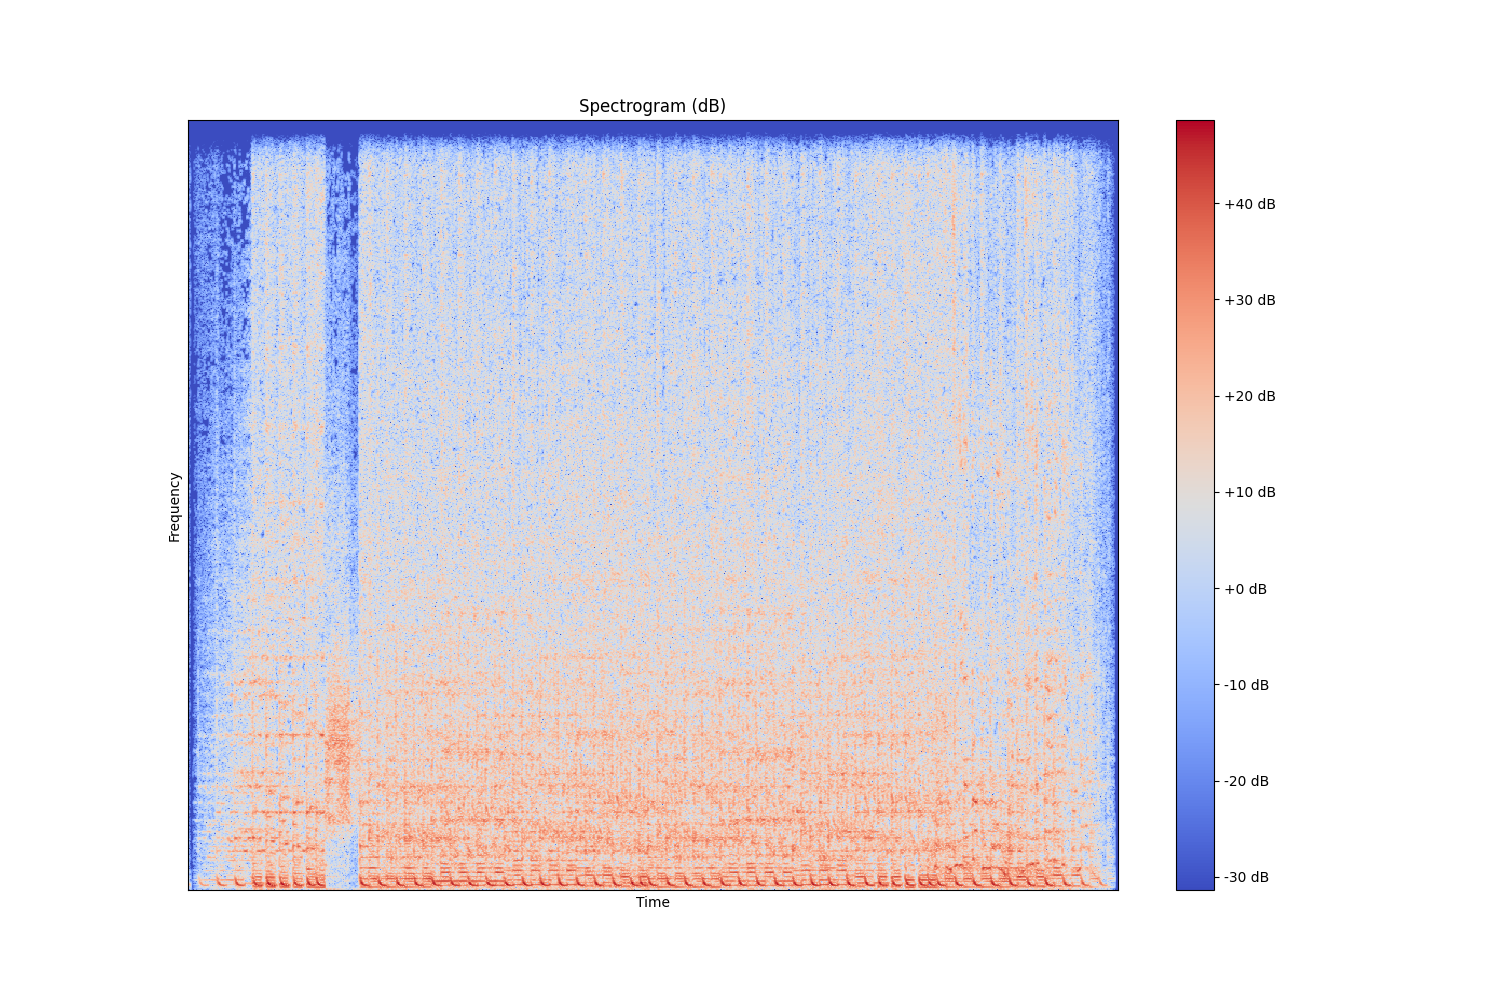 Spectrogram (dB)
Frequency
Time
+40 dB
+30 dB
+20 dB
+10 dB
+0 dB
-10 dB
-20 dB
-30 dB